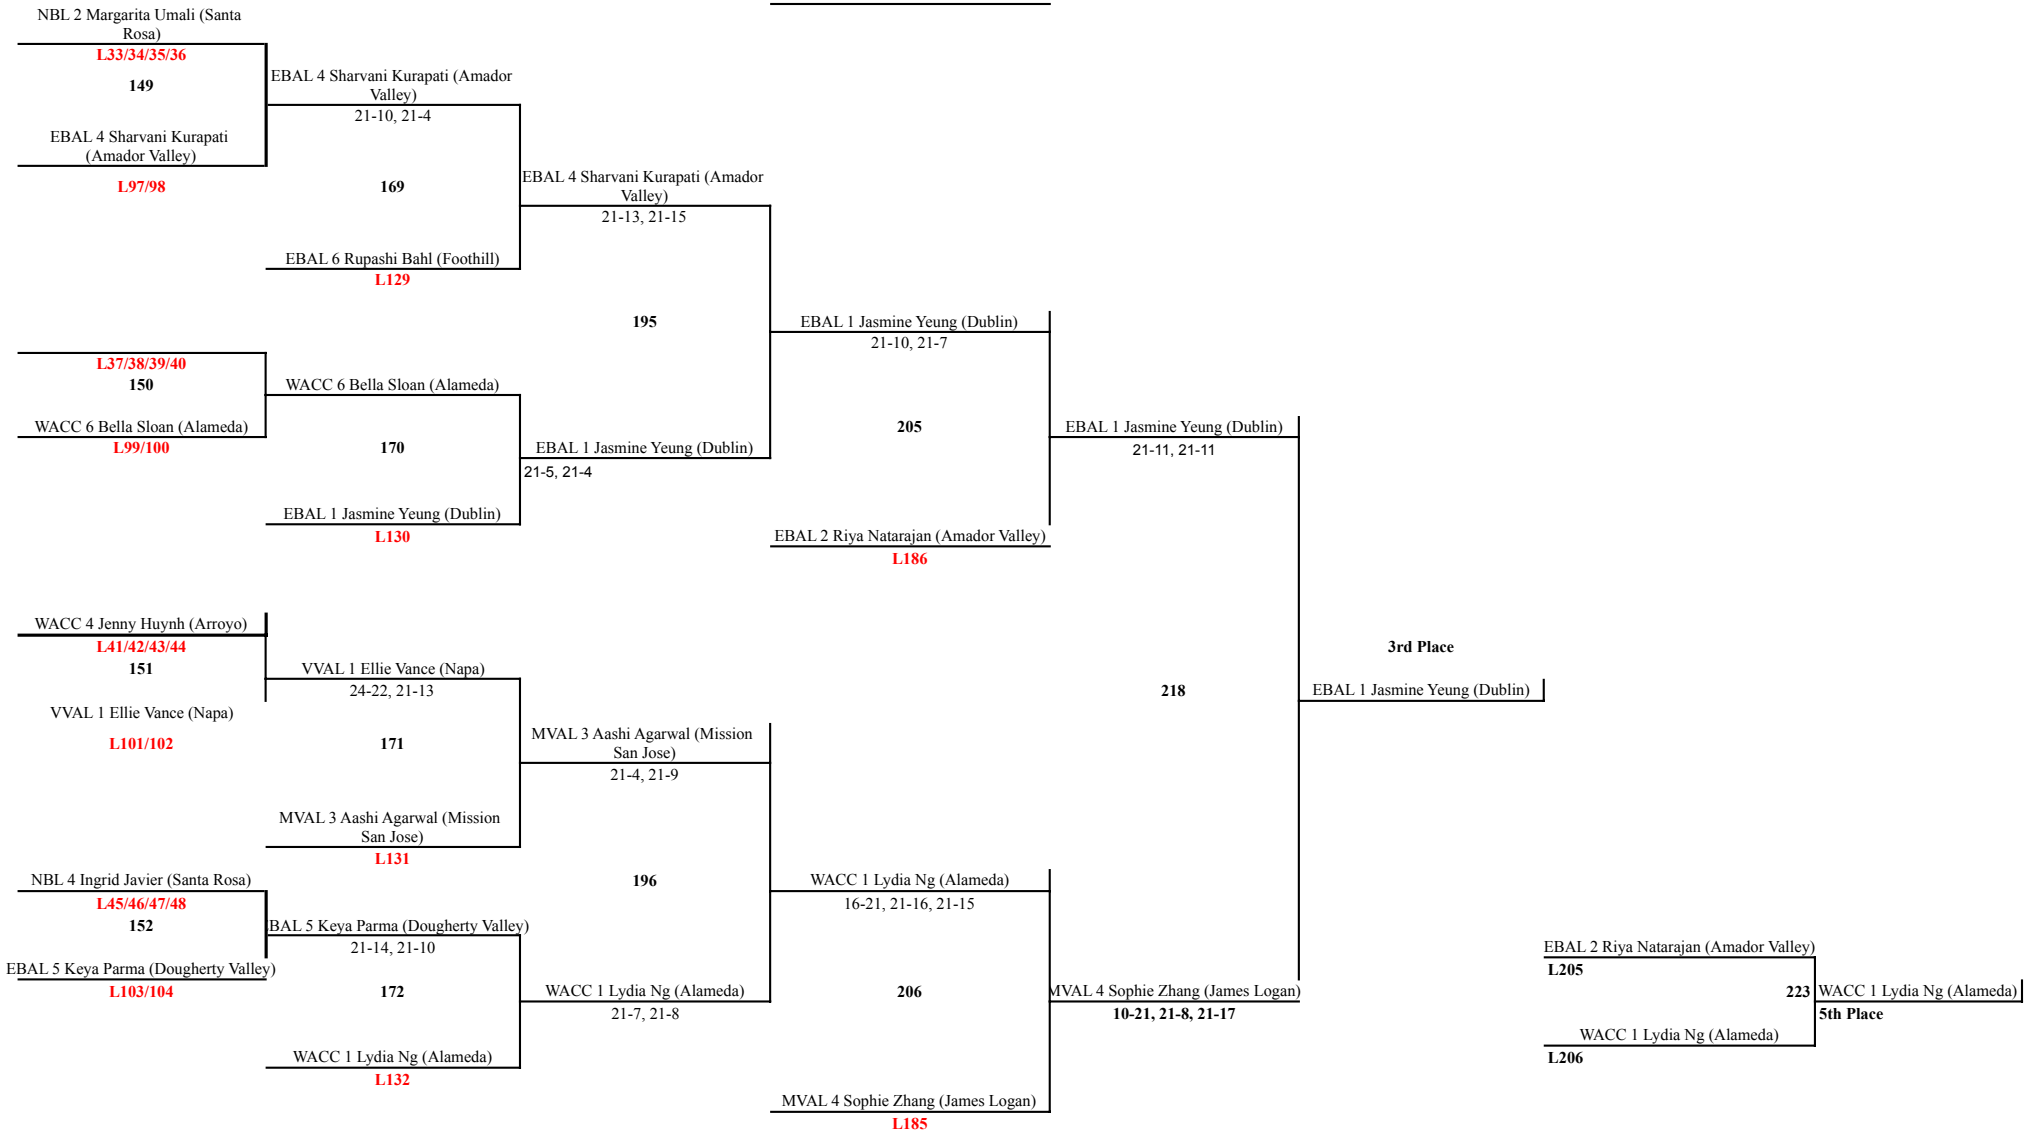 NBL 2 Margarita Umali (Santa
Rosa)
L33/34/35/36
149
EBAL 4 Sharvani Kurapati
(Amador Valley)
L97/98
EBAL 4 Sharvani Kurapati (Amador
Valley)
21-10, 21-4
169
EBAL 6 Rupashi Bahl (Foothill)
L129
EBAL 4 Sharvani Kurapati (Amador
Valley)
21-13, 21-15
195
L37/38/39/40
150
WACC 6 Bella Sloan (Alameda)
L99/100
WACC 6 Bella Sloan (Alameda)
170
EBAL 1 Jasmine Yeung (Dublin)
L130
EBAL 1 Jasmine Yeung (Dublin)
21-5, 21-4
EBAL 1 Jasmine Yeung (Dublin)
21-10, 21-7
205
EBAL 2 Riya Natarajan (Amador Valley)
L186
EBAL 1 Jasmine Yeung (Dublin)
21-11, 21-11
WACC 4 Jenny Huynh (Arroyo)
L41/42/43/44
151
VVAL 1 Ellie Vance (Napa)
L101/102
VVAL 1 Ellie Vance (Napa)
24-22, 21-13
171
MVAL 3 Aashi Agarwal (Mission
San Jose)
L131
MVAL 3 Aashi Agarwal (Mission
San Jose)
21-4, 21-9
196
NBL 4 Ingrid Javier (Santa Rosa)
L45/46/47/48
152
EBAL 5 Keya Parma (Dougherty Valley)
L103/104
BAL 5 Keya Parma (Dougherty Valley)
21-14, 21-10
172
WACC 1 Lydia Ng (Alameda)
L132
WACC 1 Lydia Ng (Alameda)
21-7, 21-8
WACC 1 Lydia Ng (Alameda)
16-21, 21-16, 21-15
206
MVAL 4 Sophie Zhang (James Logan)
L185
MVAL 4 Sophie Zhang (James Logan)
10-21, 21-8, 21-17
218
3rd Place
EBAL 1 Jasmine Yeung (Dublin)
EBAL 2 Riya Natarajan (Amador Valley)
L205
223
WACC 1 Lydia Ng (Alameda)
L206
WACC 1 Lydia Ng (Alameda)
5th Place